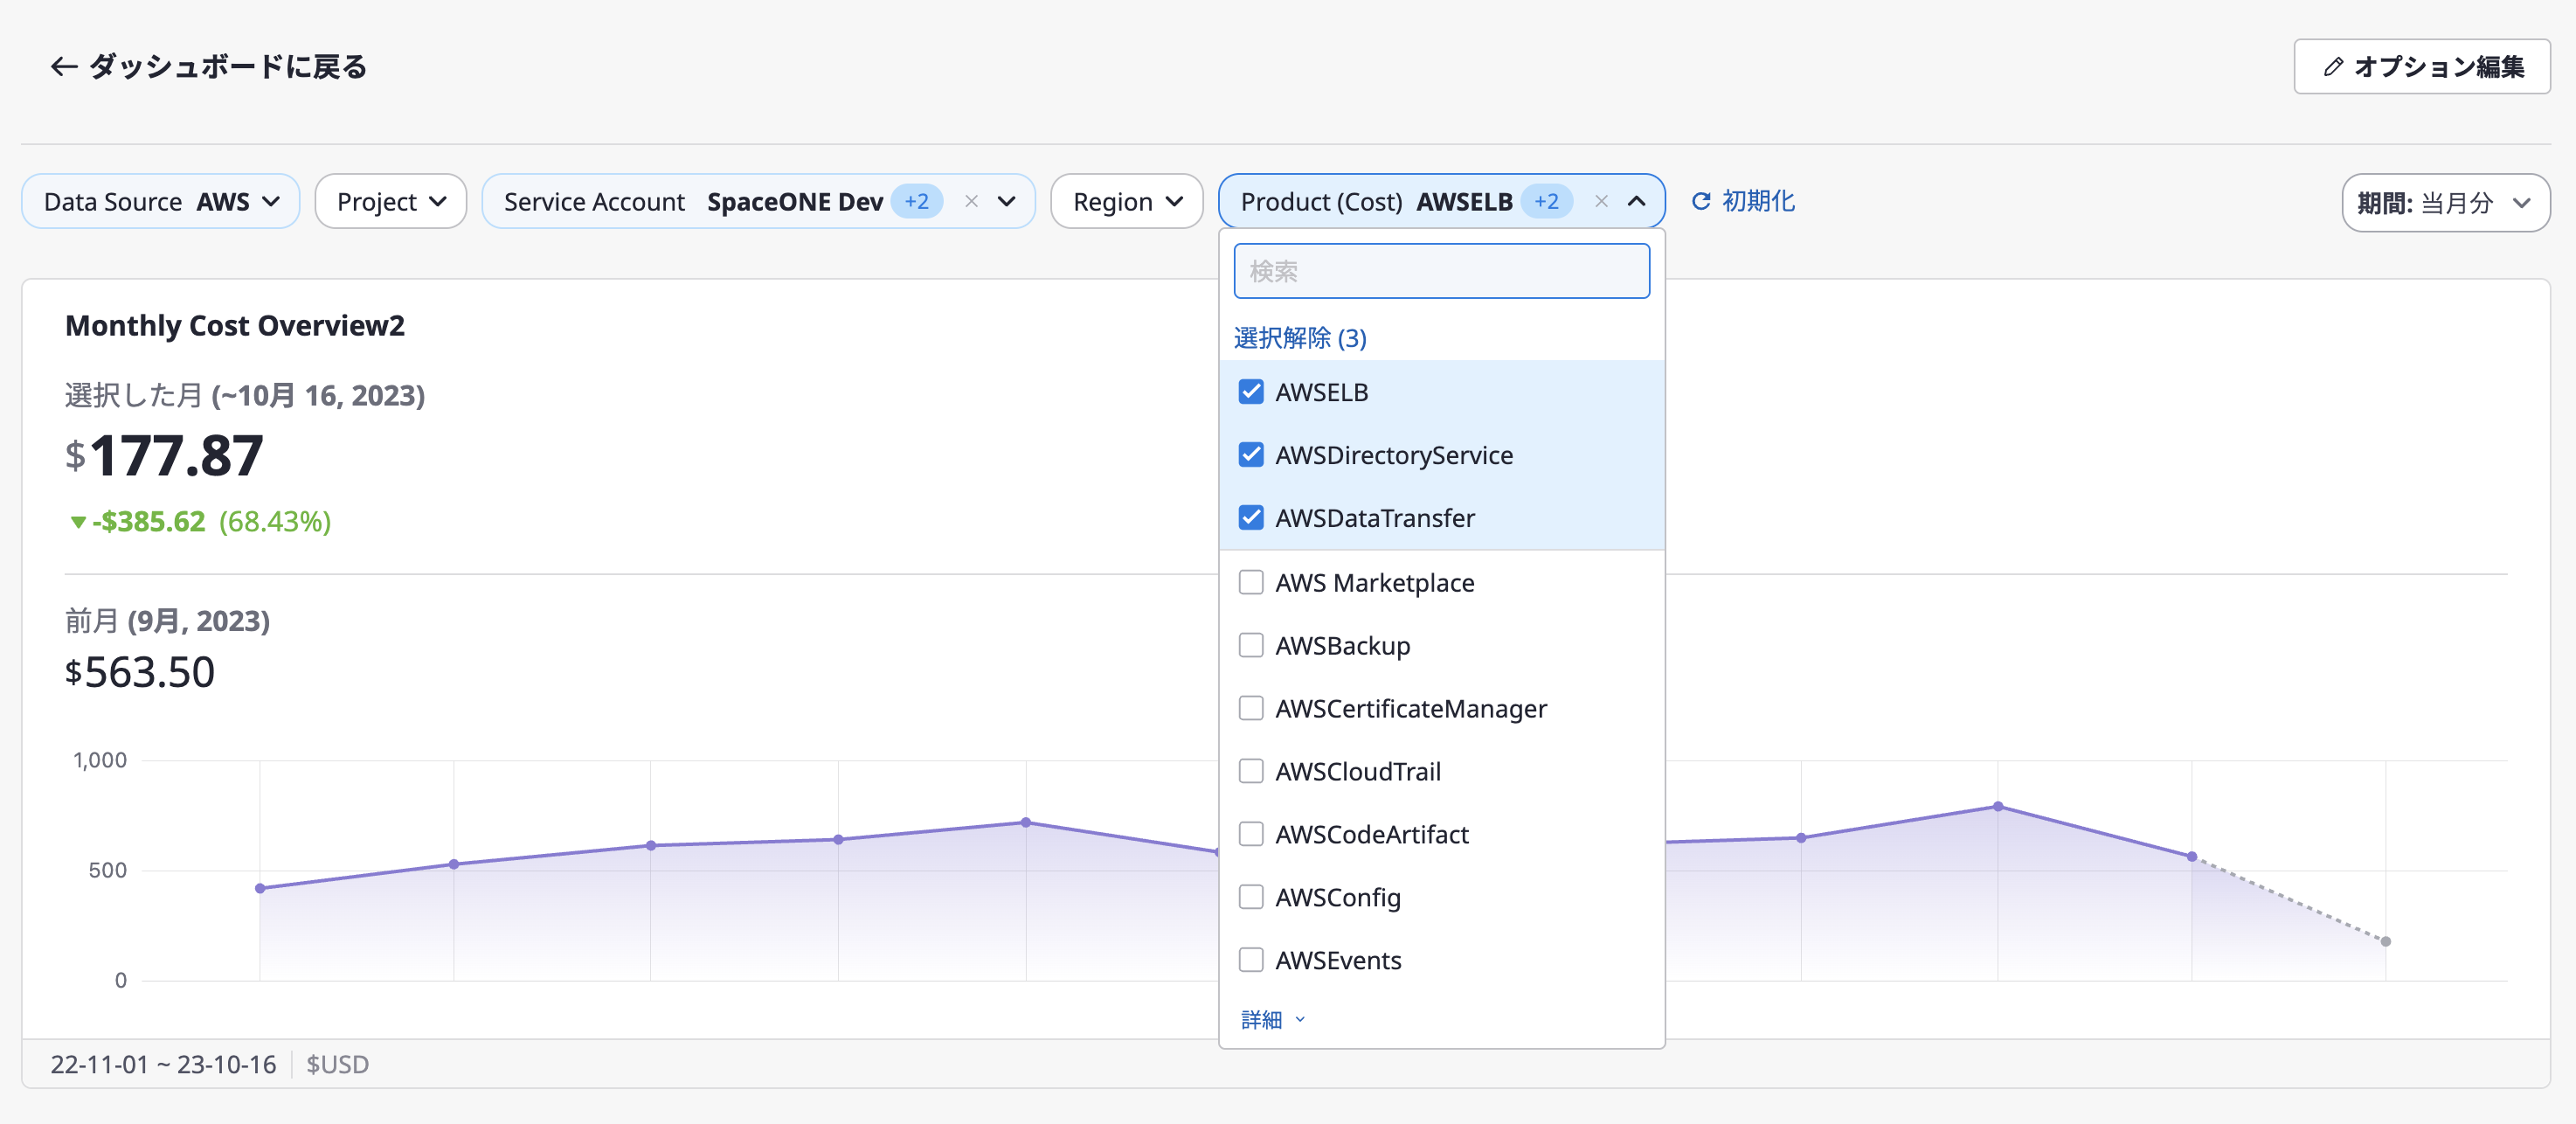 ← ダッシュボードに戻る
オプション編集
Data Source AWS
Project
Service Account SpaceONE Dev +2 ×
Region
Product (Cost) AWSELB +2 ×
初期化
期間: 当月分
検索
選択解除 (3)
AWSELB
AWSDirectoryService
AWSDataTransfer
AWS Marketplace
AWSBackup
AWSCertificateManager
AWSCloudTrail
AWSCodeArtifact
AWSConfig
AWSEvents
詳細
Monthly Cost Overview2
選択した月 (~10月 16, 2023)
$177.87
▼-$385.62 (68.43%)
前月 (9月, 2023)
$563.50
1,000
500
0
22-11-01 ~ 23-10-16 $USD